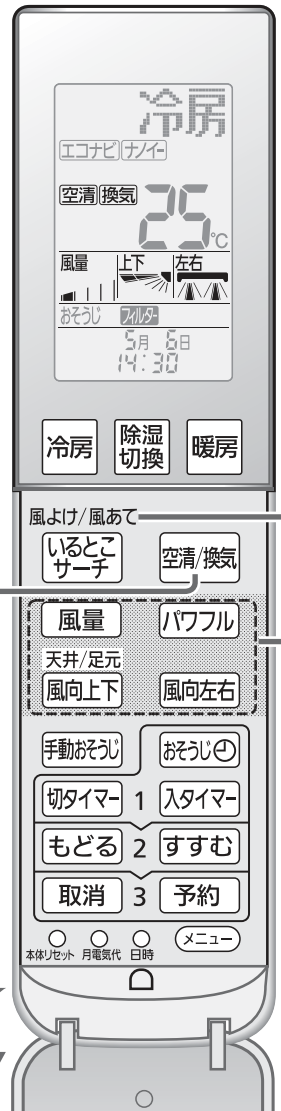 冷房
エコナビ ナノイー
空清 換気 25℃
風量 上下 左右
おそうじ フィルター
5月 6日
14:30
冷房 除湿切換 暖房
風よけ/風あて
いるとこサーチ 空清/換気
風量 パワフル
天井/足元
風向上下 風向左右
手動おそうじ おそうじ
切タイマー 1 入タイマー
もどる 2 すすむ
取消 3 予約
本体リセット 月電気代 日時 メニュー